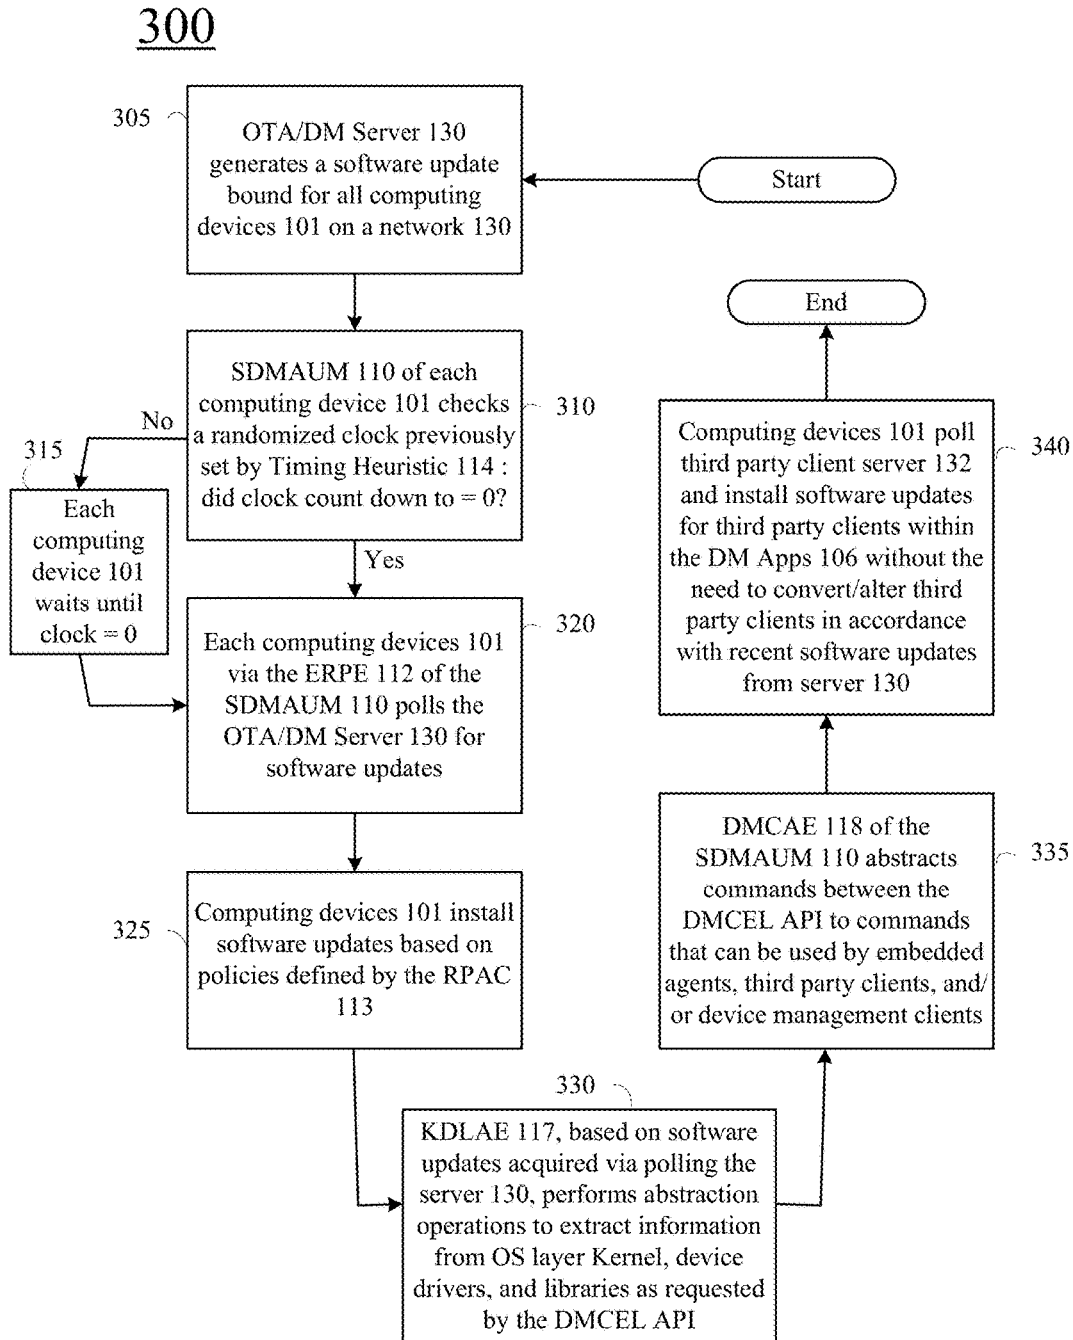 300
Start
305
OTA/DM Server 130
generates a software update
bound for all computing
devices 101 on a network 130
310
SDMAUM 110 of each
computing device 101 checks
a randomized clock previously
set by Timing Heuristic 114 :
did clock count down to = 0?
No
Yes
315
Each
computing
device 101
waits until
clock = 0
320
Each computing devices 101
via the ERPE 112 of the
SDMAUM 110 polls the
OTA/DM Server 130 for
software updates
325
Computing devices 101 install
software updates based on
policies defined by the RPAC
113
330
KDLAE 117, based on software
updates acquired via polling the
server 130, performs abstraction
operations to extract information
from OS layer Kernel, device
drivers, and libraries as requested
by the DMCEL API
335
DMCAE 118 of the
SDMAUM 110 abstracts
commands between the
DMCEL API to commands
that can be used by embedded
agents, third party clients, and/
or device management clients
340
Computing devices 101 poll
third party client server 132
and install software updates
for third party clients within
the DM Apps 106 without the
need to convert/alter third
party clients in accordance
with recent software updates
from server 130
End